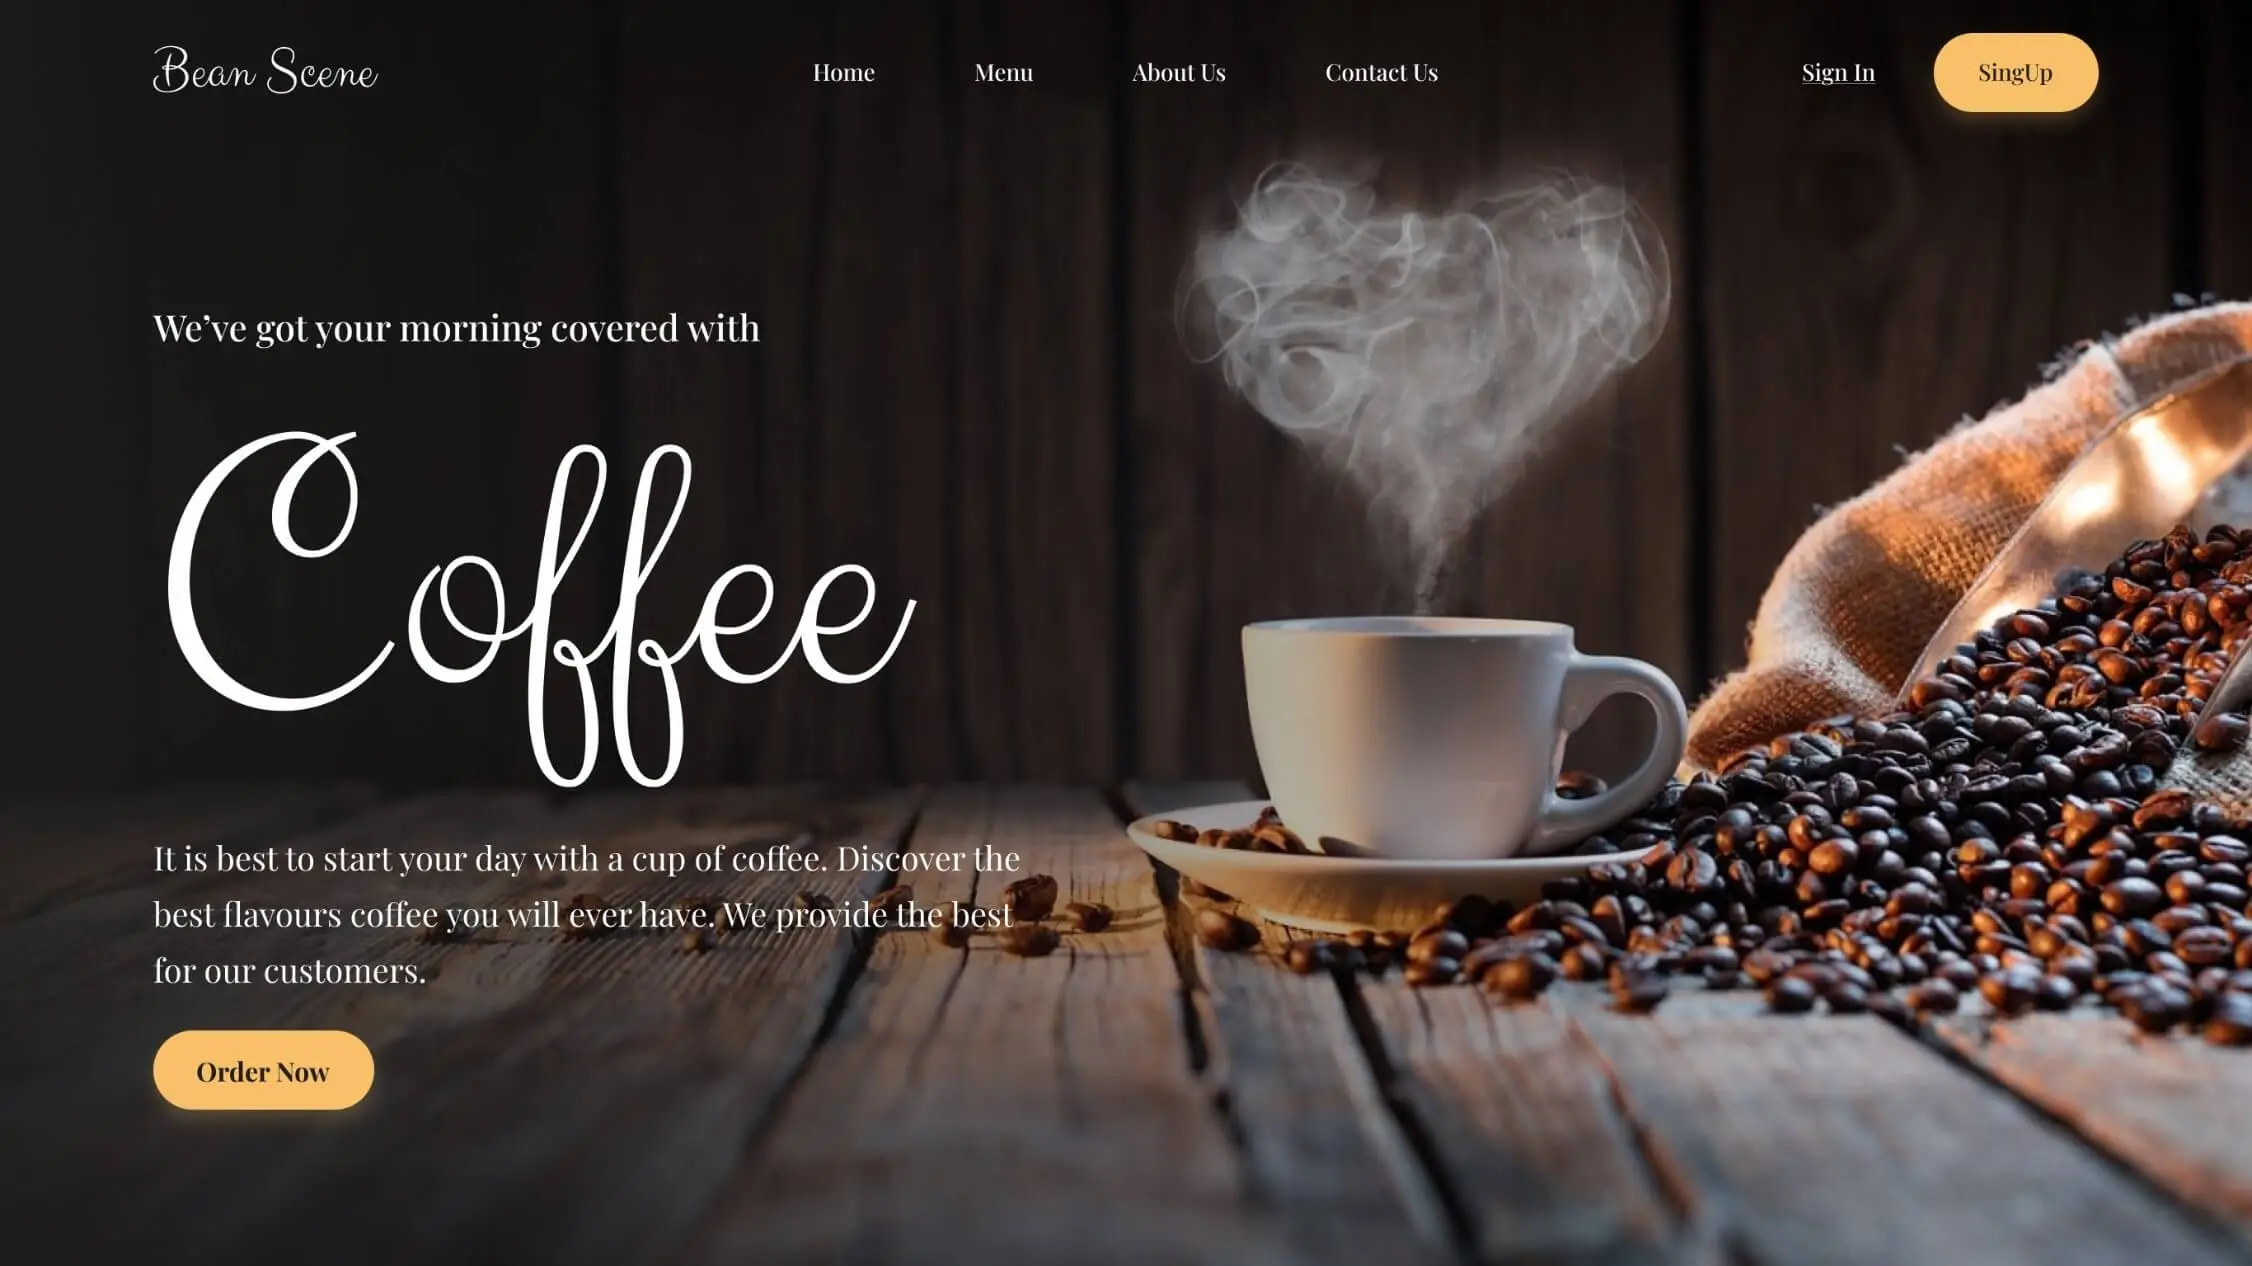 Bean Scene
Home
Menu
About Us
Contact Us
Sign In
SingUp
We’ve got your morning covered with
Coffee
It is best to start your day with a cup of coffee. Discover the
best flavours coffee you will ever have. We provide the best
for our customers.
Order Now